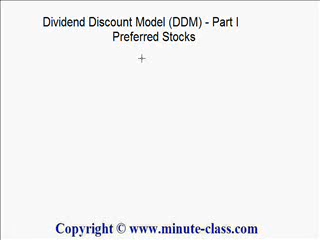 Dividend Discount Model (DDM) - Part I
Preferred Stocks
Copyright © www.minute-class.com